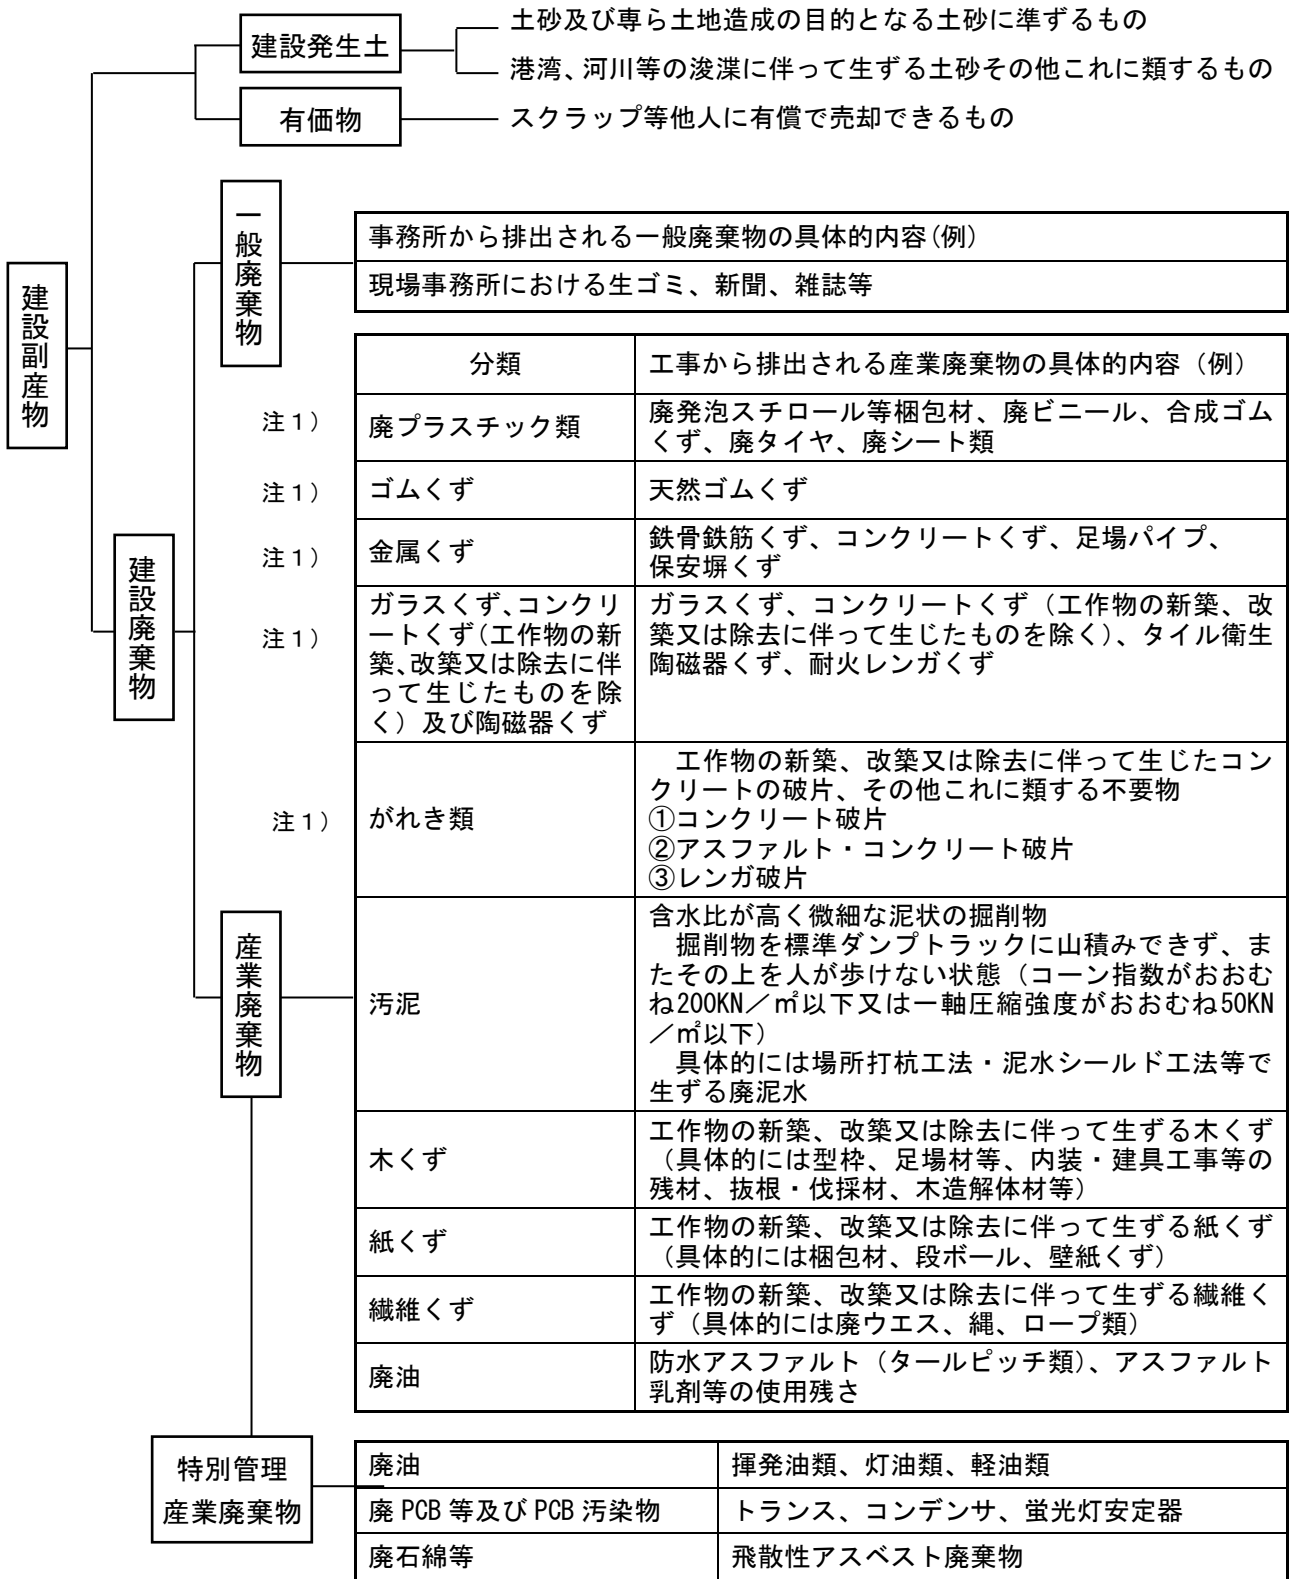 建設発生土
土砂及び専ら土地造成の目的となる土砂に準ずるもの
港湾、河川等の浚渫に伴って生ずる土砂その他これに類するもの
有価物
スクラップ等他人に有償で売却できるもの
建設副産物
一般廃棄物
事務所から排出される一般廃棄物の具体的内容(例)
現場事務所における生ゴミ、新聞、雑誌等
建設廃棄物
産業廃棄物
分類
工事から排出される産業廃棄物の具体的内容（例）
注１）
廃プラスチック類
廃発泡スチロール等梱包材、廃ビニール、合成ゴム
くず、廃タイヤ、廃シート類
注１）
ゴムくず
天然ゴムくず
注１）
金属くず
鉄骨鉄筋くず、コンクリートくず、足場パイプ、
保安塀くず
注１）
ガラスくず、コンクリ
ートくず（工作物の新
築、改築又は除去に伴
って生じたものを除
く）及び陶磁器くず
ガラスくず、コンクリートくず（工作物の新築、改
築又は除去に伴って生じたものを除く）、タイル衛生
陶磁器くず、耐火レンガくず
注１）
がれき類
工作物の新築、改築又は除去に伴って生じたコン
クリートの破片、その他これに類する不要物
①コンクリート破片
②アスファルト・コンクリート破片
③レンガ破片
汚泥
含水比が高く微細な泥状の掘削物
掘削物を標準ダンプトラックに山積みできず、ま
たその上を人が歩けない状態（コーン指数がおおむ
ね200KN／㎡以下又は一軸圧縮強度がおおむね50KN
／㎡以下）
具体的には場所打杭工法・泥水シールド工法等で
生ずる廃泥水
木くず
工作物の新築、改築又は除去に伴って生ずる木くず
（具体的には型枠、足場材等、内装・建具工事等の
残材、抜根・伐採材、木造解体材等）
紙くず
工作物の新築、改築又は除去に伴って生ずる紙くず
（具体的には梱包材、段ボール、壁紙くず）
繊維くず
工作物の新築、改築又は除去に伴って生ずる繊維く
ず（具体的には廃ウエス、縄、ロープ類）
廃油
防水アスファルト（タールピッチ類）、アスファルト
乳剤等の使用残さ
特別管理
産業廃棄物
廃油
揮発油類、灯油類、軽油類
廃 PCB 等及び PCB 汚染物
トランス、コンデンサ、蛍光灯安定器
廃石綿等
飛散性アスベスト廃棄物